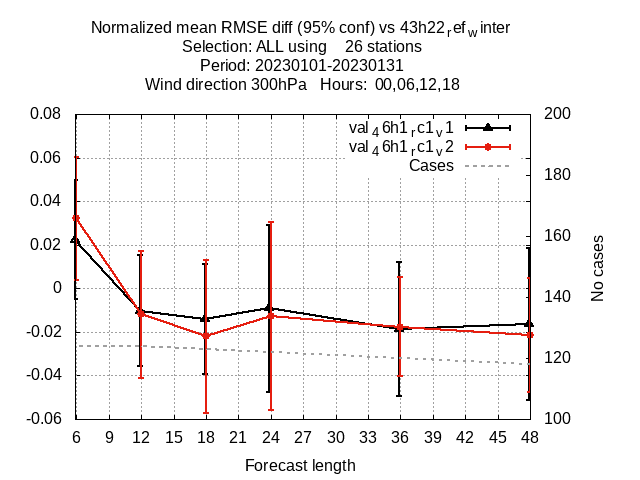 Normalized mean RMSE diff (95% conf) vs 43h22refwinter
Selection: ALL using 26 stations
Period: 20230101-20230131
Wind direction 300hPa Hours: 00,06,12,18
0.08
0.06
0.04
0.02
0
-0.02
-0.04
-0.06
200
180
160
140
120
100
val46h1rc1v1
val46h1rc1v2
Cases
No cases
6 9 12 15 18 21 24 27 30 33 36 39 42 45 48
Forecast length